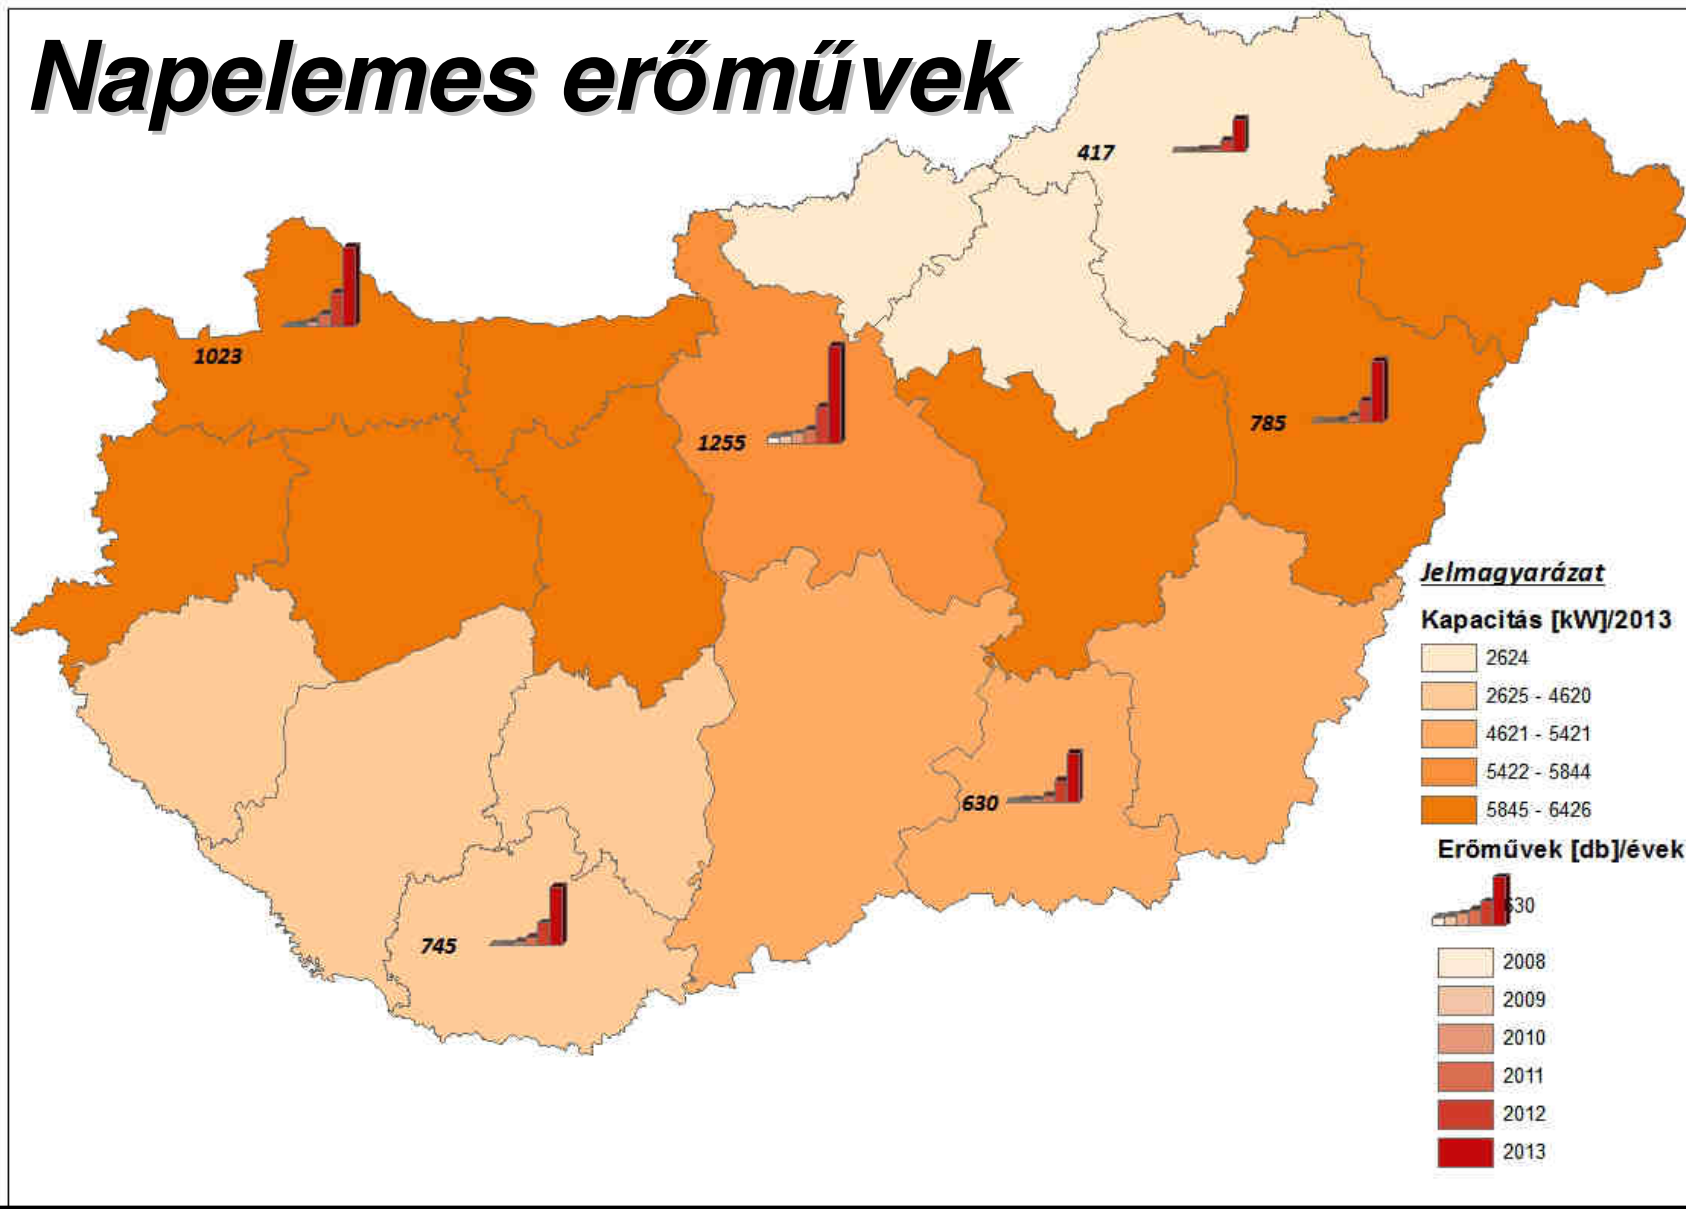 Napelemes erőművek
417
1023
1255
785
630
745
Jelmagyarázat
Kapacitás [kW]/2013
2624
2625 - 4620
4621 - 5421
5422 - 5844
5845 - 6426
Erőművek [db]/évek
630
2008
2009
2010
2011
2012
2013